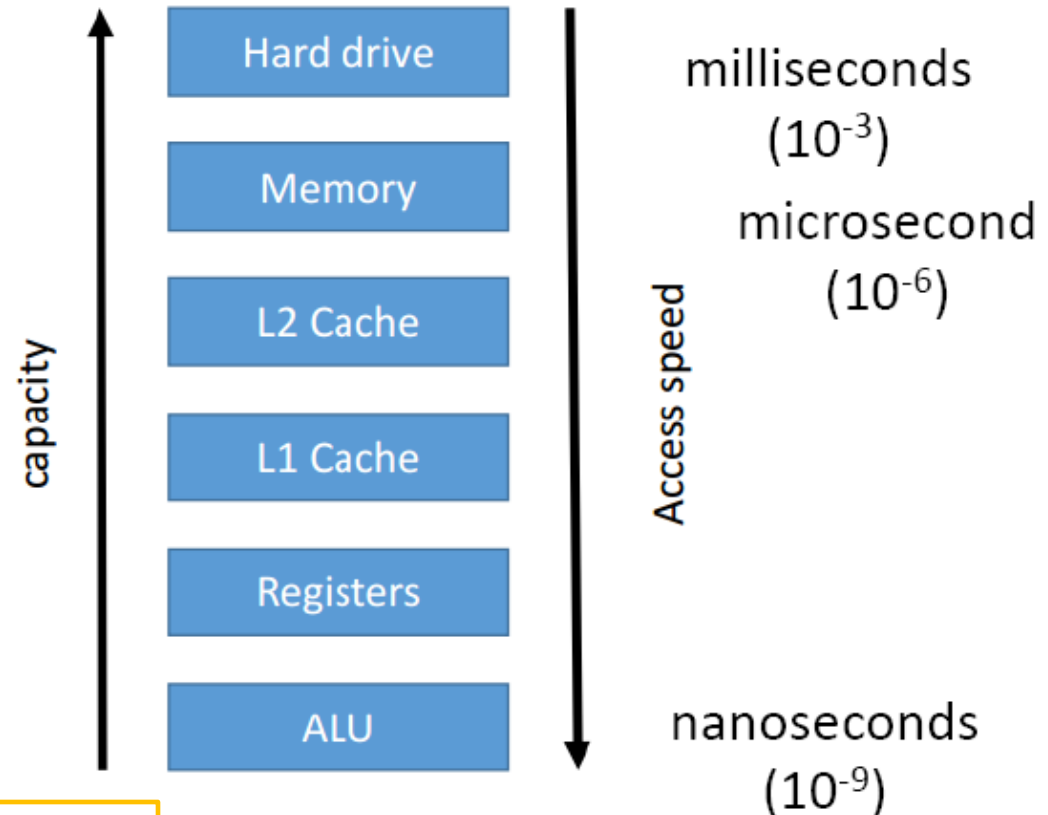 Hard drive
milliseconds
(10⁻³)
Memory
microsecond
(10⁻⁶)
L2 Cache
capacity
Access speed
L1 Cache
Registers
ALU
nanoseconds
(10⁻⁹)